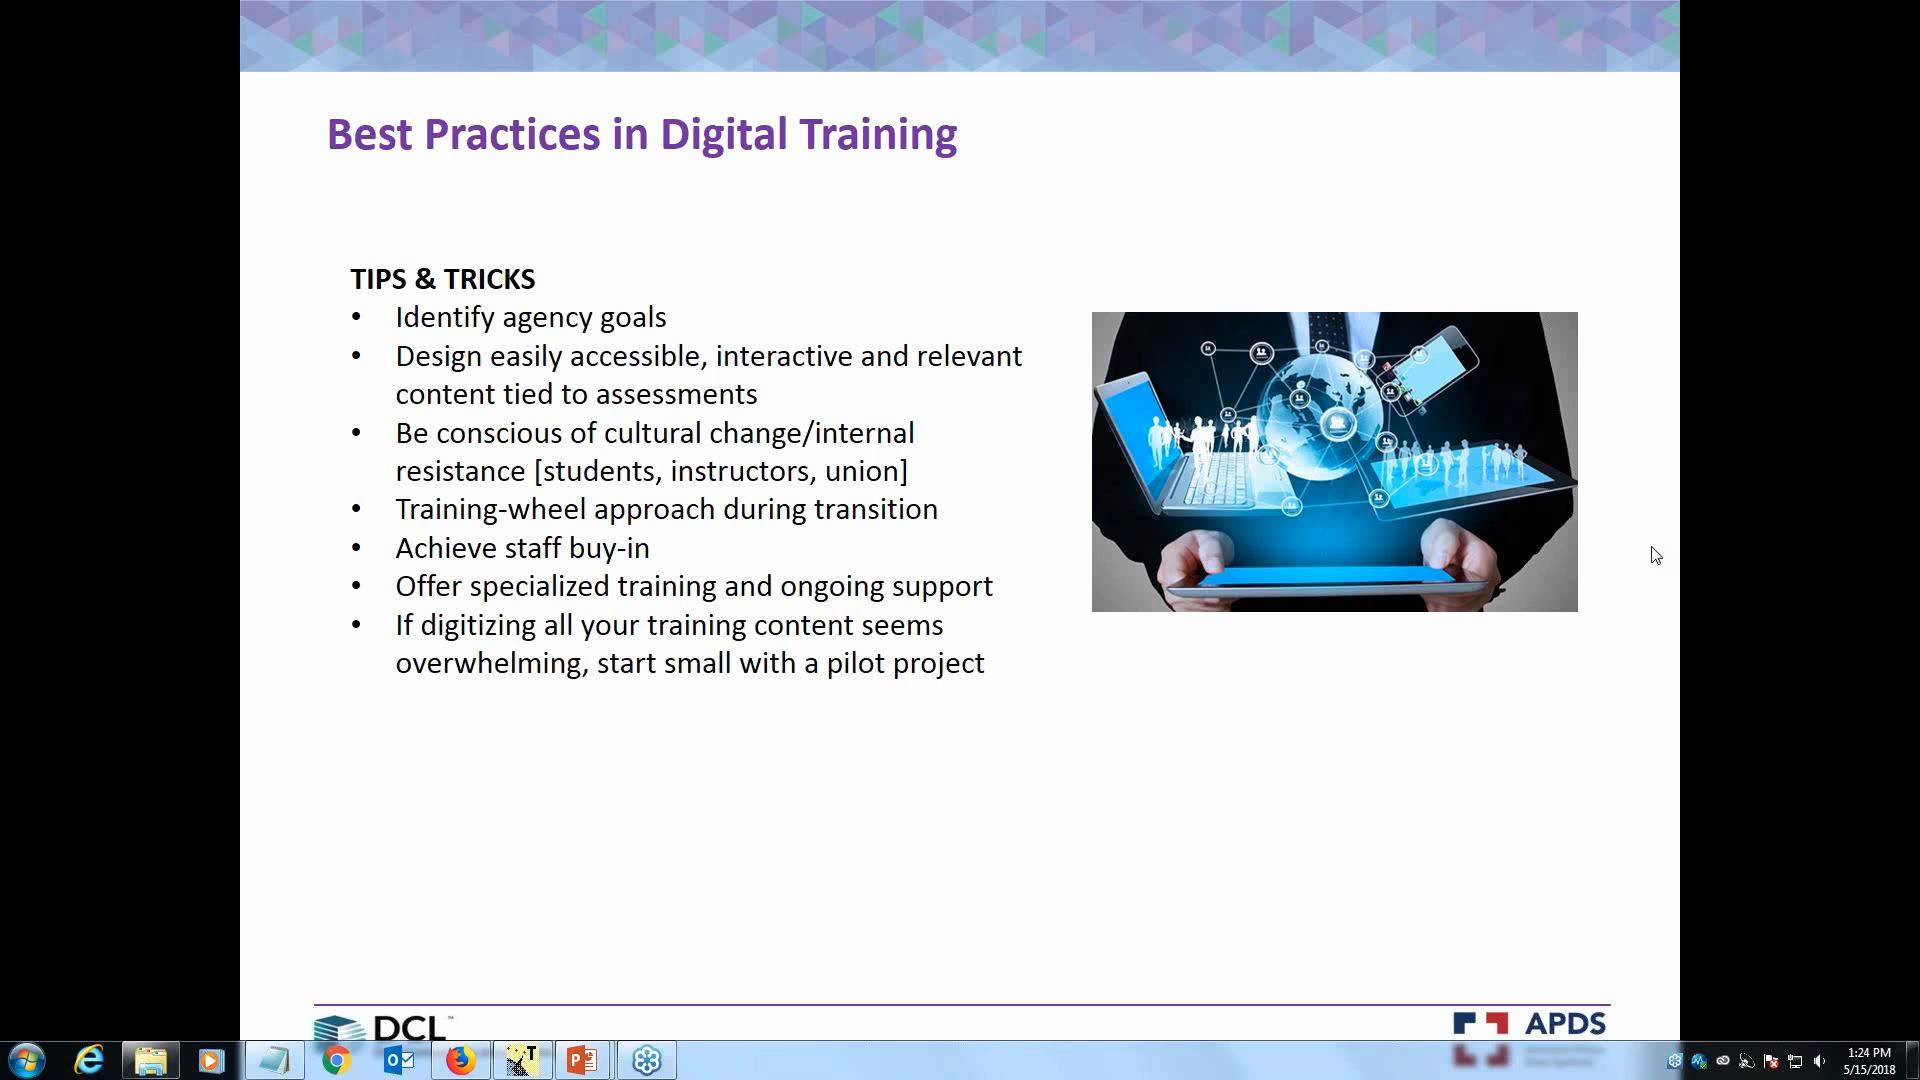 Best Practices in Digital Training
TIPS & TRICKS
• Identify agency goals
• Design easily accessible, interactive and relevant
content tied to assessments
• Be conscious of cultural change/internal
resistance [students, instructors, union]
• Training-wheel approach during transition
• Achieve staff buy-in
• Offer specialized training and ongoing support
• If digitizing all your training content seems
overwhelming, start small with a pilot project
DCL™
APDS
1:24 PM
5/15/2018